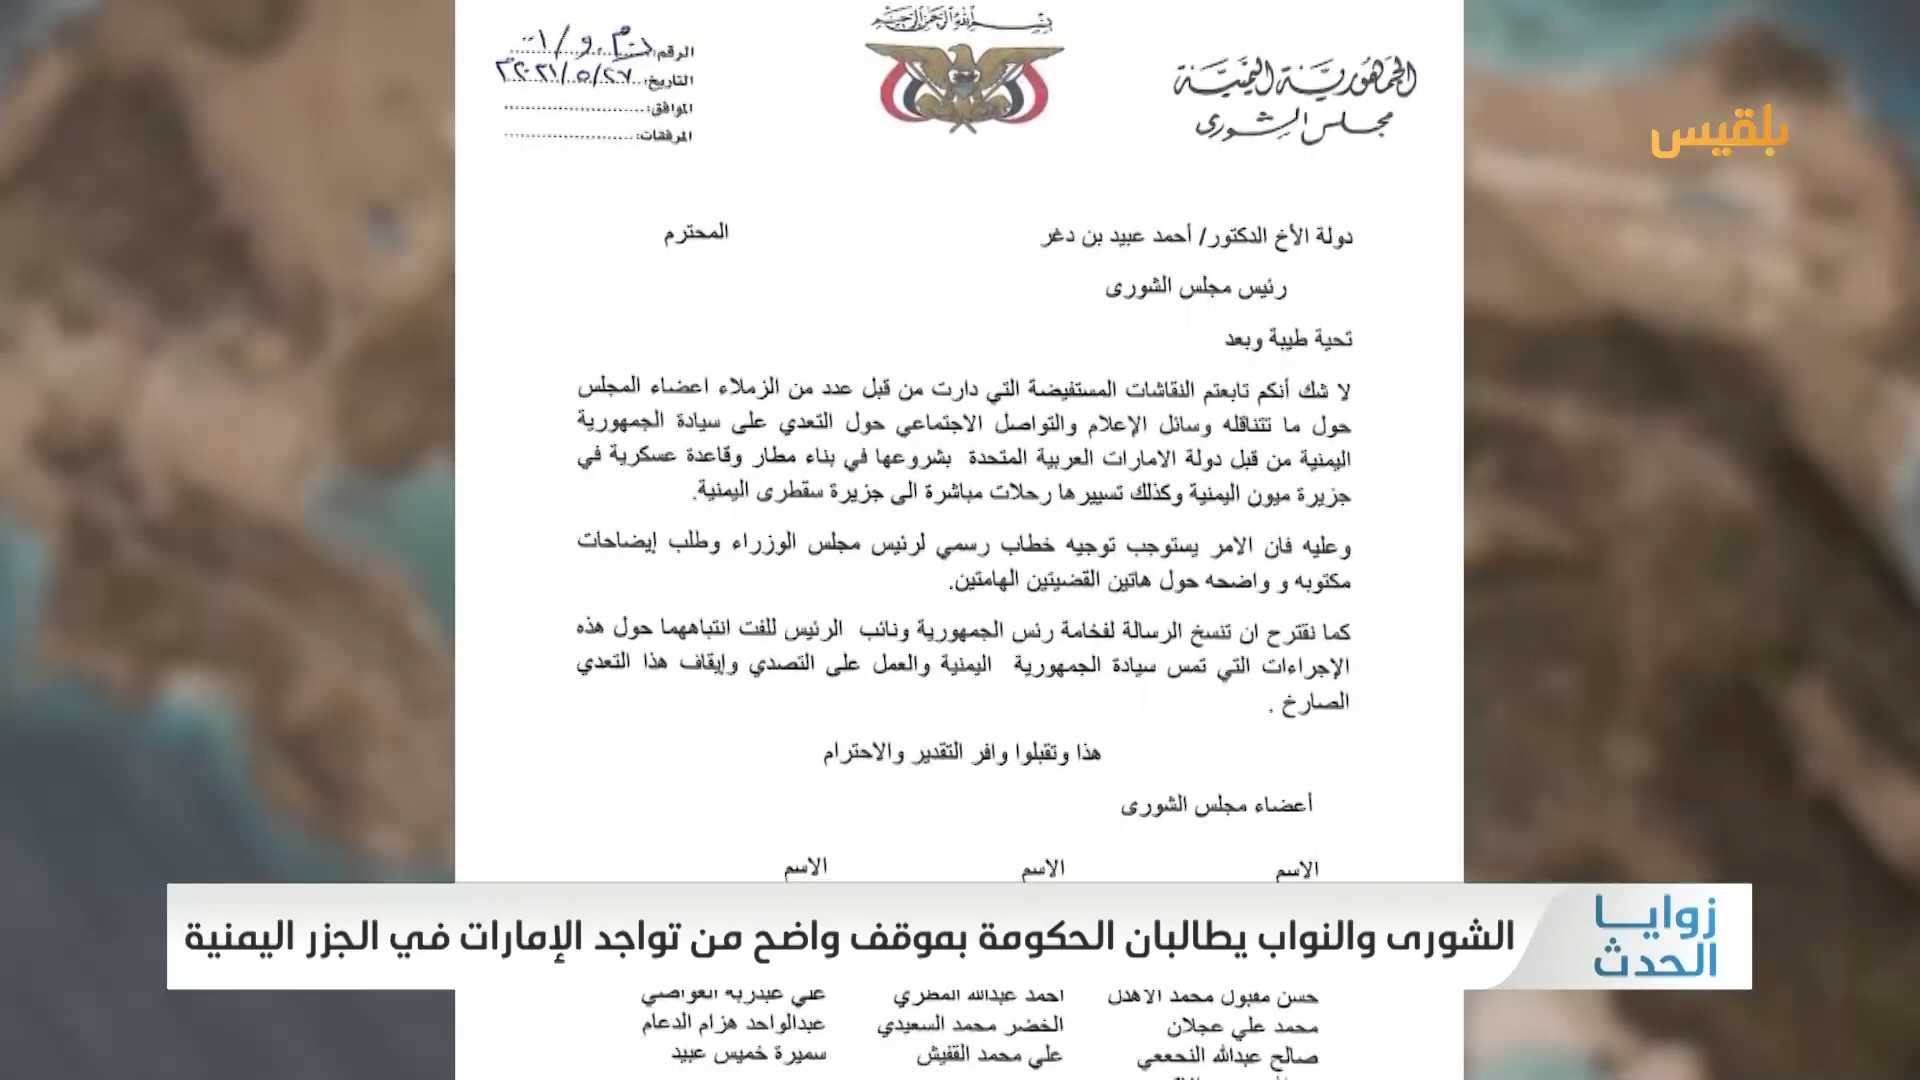 بسم الله الرحمن الرحيم
الجمهورية اليمنية
مجلس الشورى
الرقم:
التاريخ: ٢٠٢١/٥/٢٧
الموافق:
المرفقات:
بلقيس
دولة الأخ الدكتور/ أحمد عبيد بن دغر المحترم
رئيس مجلس الشورى
تحية طيبة وبعد
لا شك أنكم تابعتم النقاشات المستفيضة التي دارت من قبل عدد من الزملاء اعضاء المجلس
حول ما تتناقله وسائل الإعلام والتواصل الاجتماعي حول التعدي على سيادة الجمهورية
اليمنية من قبل دولة الامارات العربية المتحدة بشروعها في بناء مطار وقاعدة عسكرية في
جزيرة ميون اليمنية وكذلك تسييرها رحلات مباشرة الى جزيرة سقطرى اليمنية.
وعليه فان الامر يستوجب توجيه خطاب رسمي لرئيس مجلس الوزراء وطلب إيضاحات
مكتوبه و واضحه حول هاتين القضيتين الهامتين.
كما نقترح ان تنسخ الرسالة لفخامة رئس الجمهورية ونائب الرئيس للفت انتباههما حول هذه
الإجراءات التي تمس سيادة الجمهورية اليمنية والعمل على التصدي وإيقاف هذا التعدي
الصارخ .
هذا وتقبلوا وافر التقدير والاحترام
أعضاء مجلس الشورى
الاسم الاسم الاسم
زوايا
الحدث
الشورى والنواب يطالبان الحكومة بموقف واضح من تواجد الإمارات في الجزر اليمنية
حسن مقبول محمد الاهدل احمد عبدالله المطري علي عبدربه العواضي
محمد علي عجلان الخضر محمد السعيدي عبدالواحد هزام الدعام
صالح عبدالله النخعي علي محمد القفيش سميرة خميس عبيد